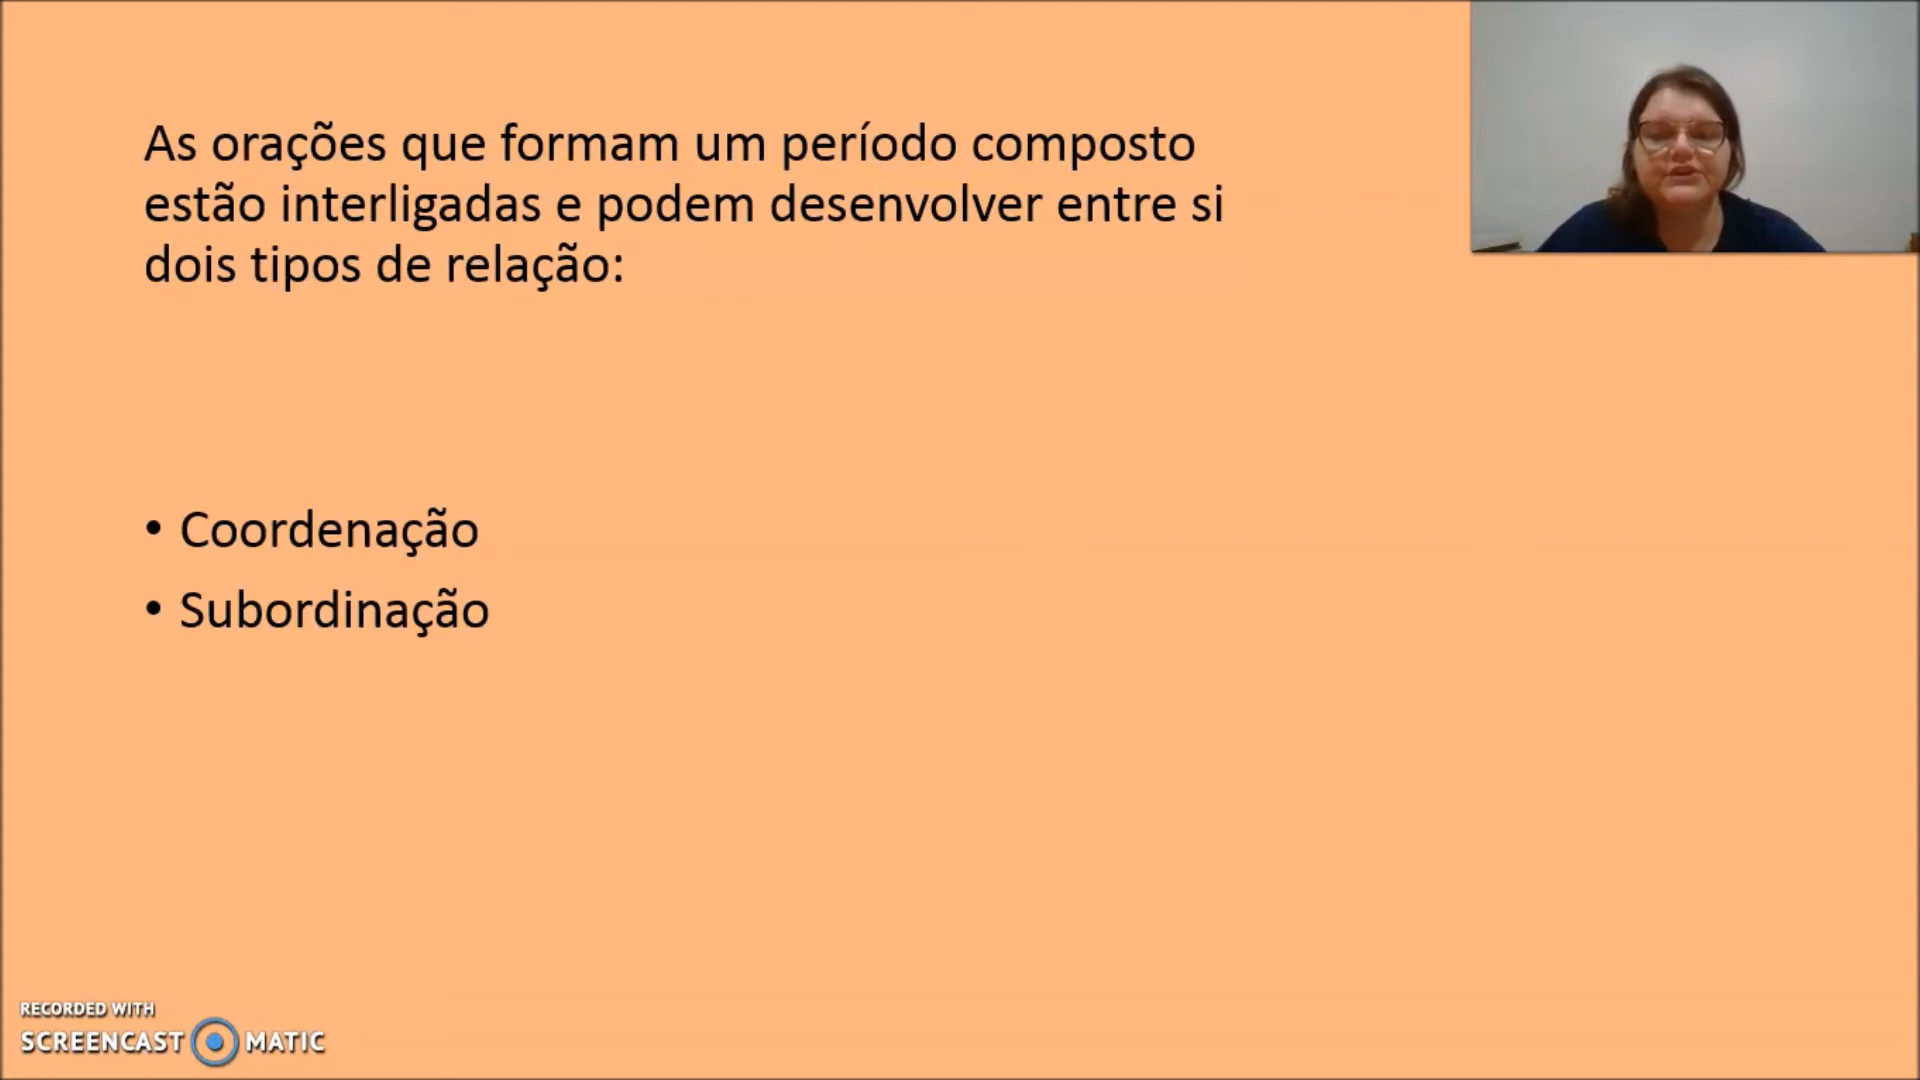 As orações que formam um período composto
estão interligadas e podem desenvolver entre si
dois tipos de relação:
• Coordenação
• Subordinação
RECORDED WITH
SCREENCAST MATIC